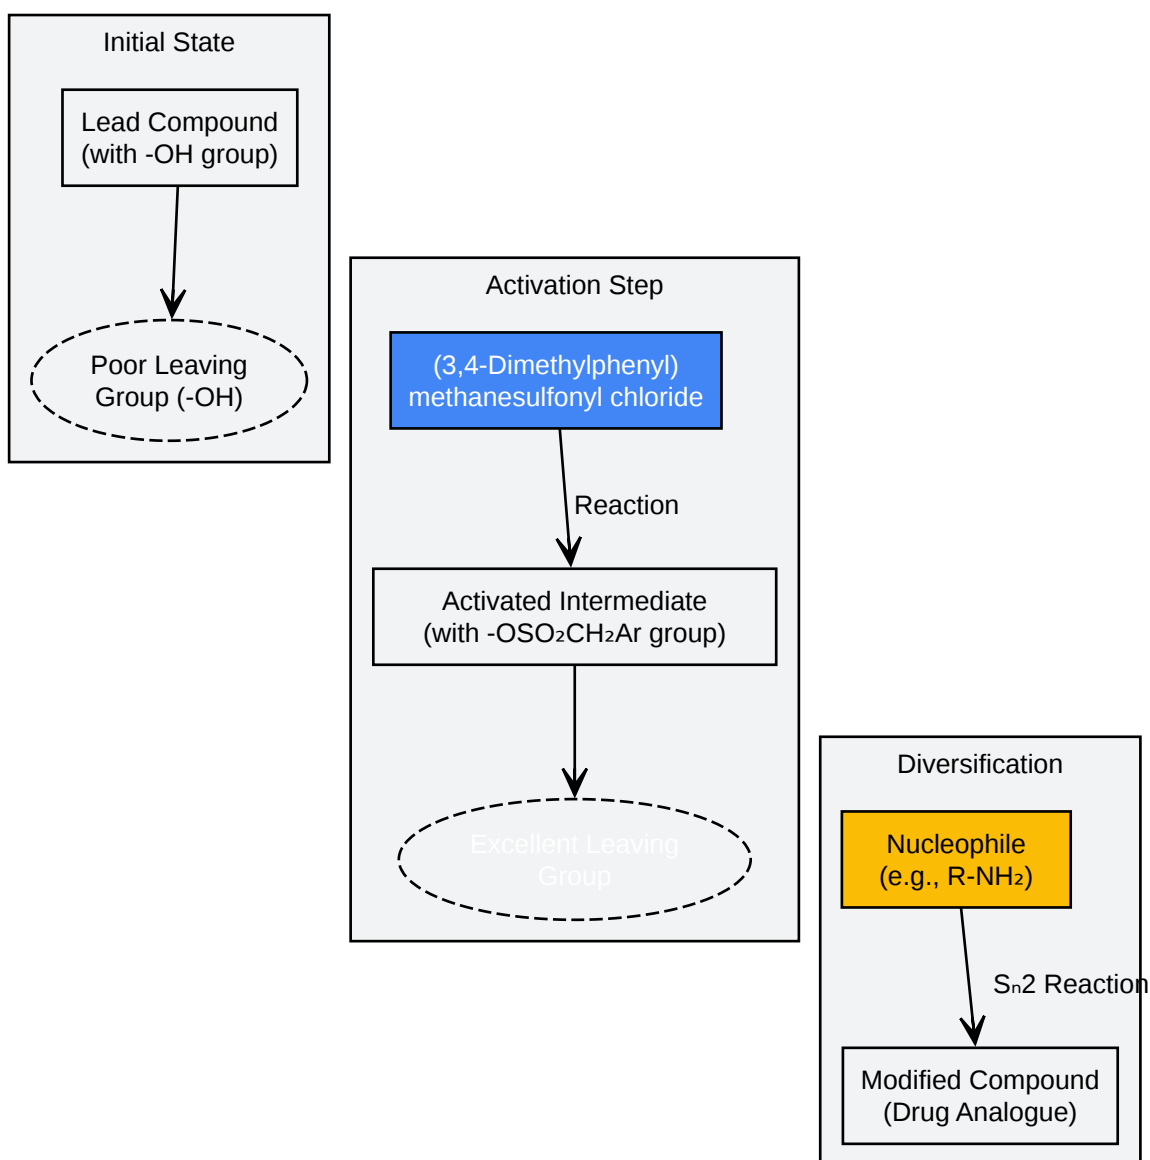 Initial State
Lead Compound
(with -OH group)
Poor Leaving
Group (-OH)
Activation Step
(3,4-Dimethylphenyl)
methanesulfonyl chloride
Reaction
Activated Intermediate
(with -OSO₂CH₂Ar group)
Excellent Leaving
Group
Diversification
Nucleophile
(e.g., R-NH₂)
Sₙ2 Reaction
Modified Compound
(Drug Analogue)